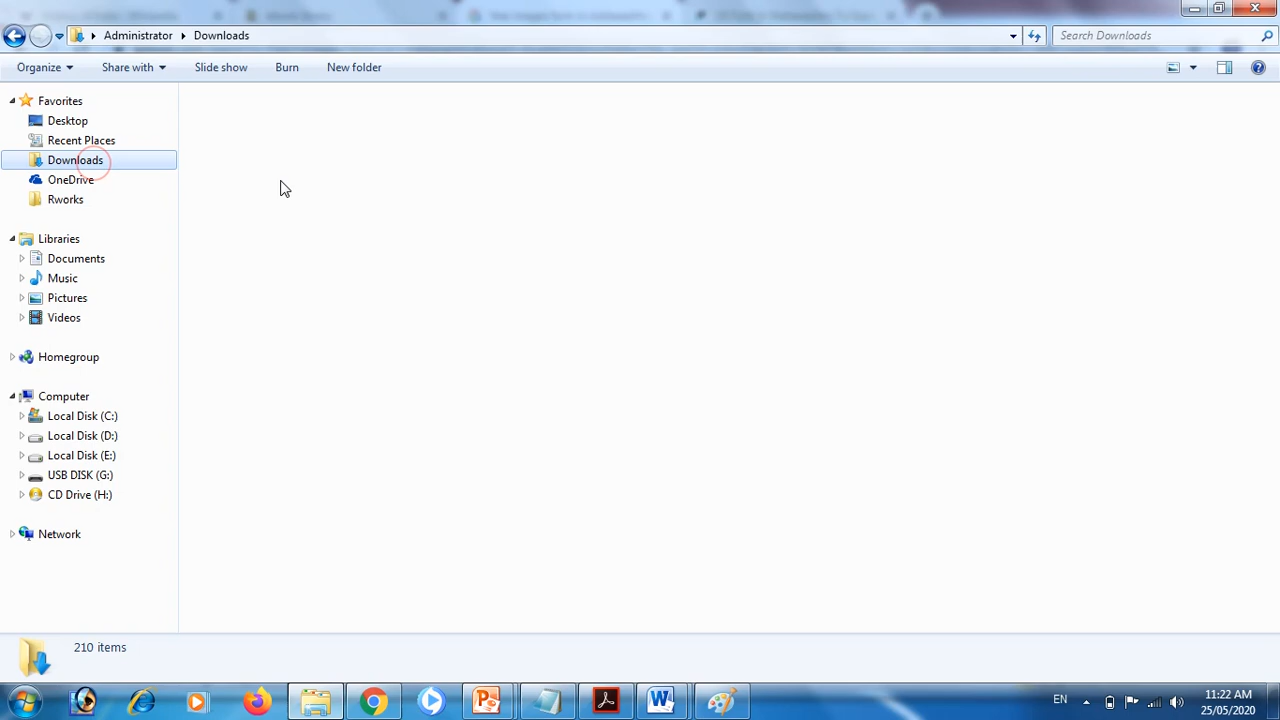 Administrator Downloads Search Downloads
Organize Share with Slide show Burn New folder
Favorites
Desktop
Recent Places
Downloads
OneDrive
Rworks
Libraries
Documents
Music
Pictures
Videos
Homegroup
Computer
Local Disk (C:)
Local Disk (D:)
Local Disk (E:)
USB DISK (G:)
CD Drive (H:)
Network
210 items
EN
11:22 AM
25/05/2020